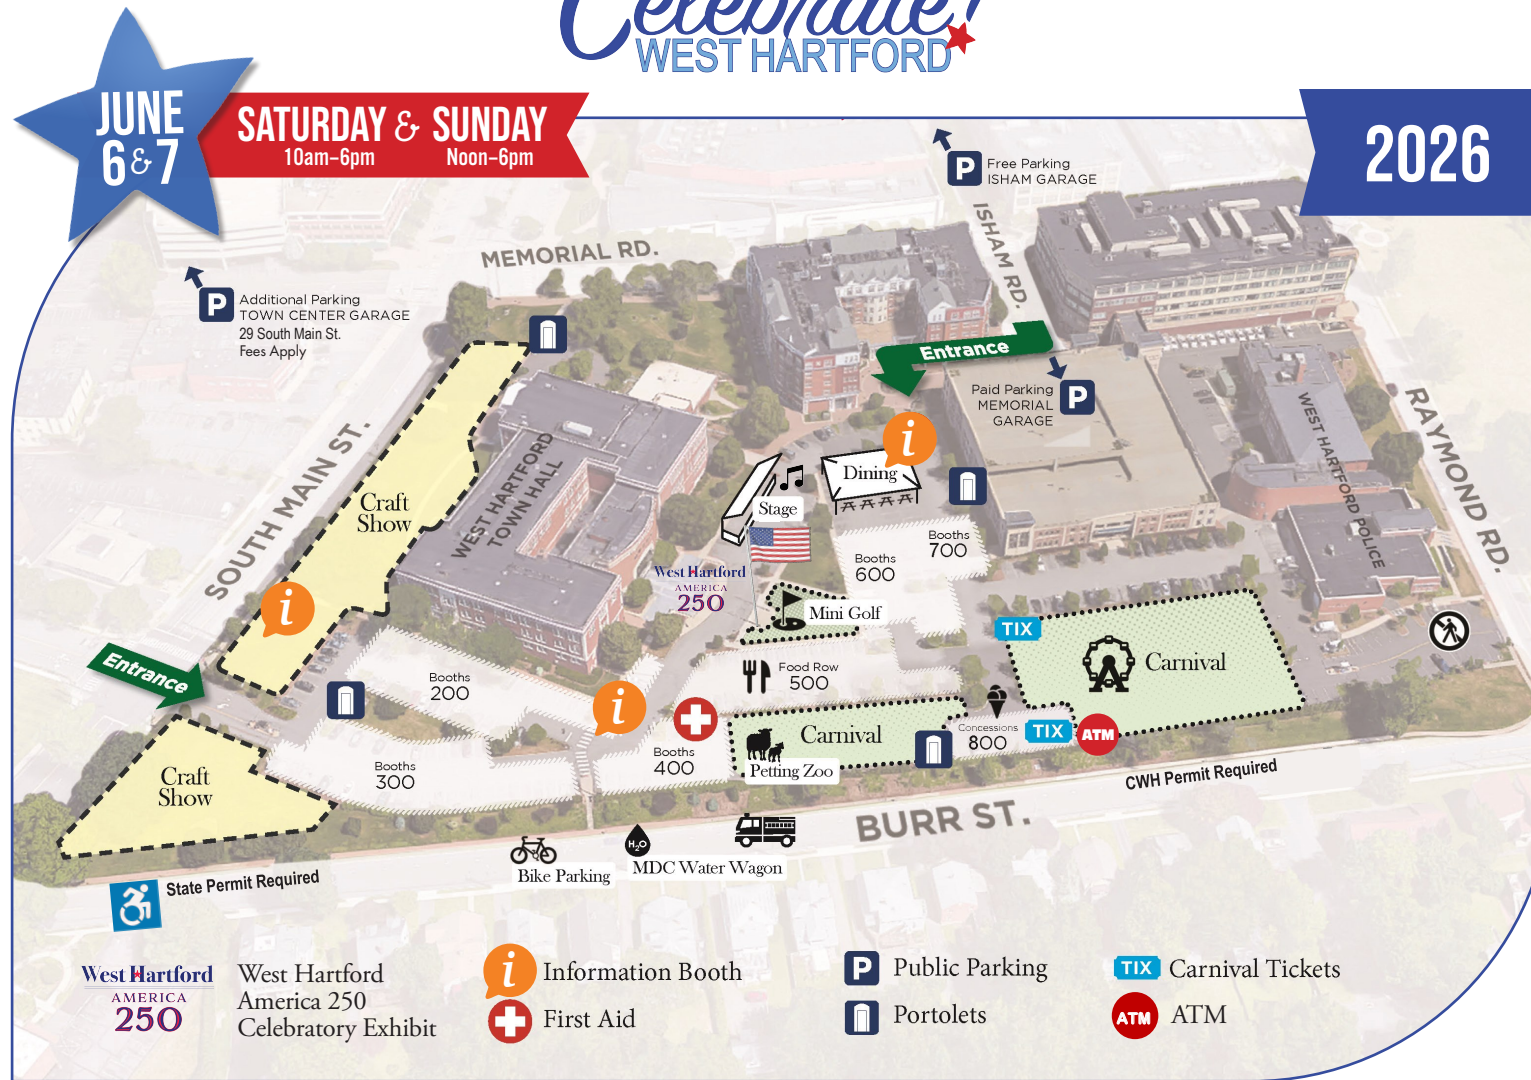 Celebrate!
WEST HARTFORD
JUNE
6 & 7
SATURDAY & SUNDAY
10am–6pm
Noon–6pm
2026
P
Free Parking
ISHAM GARAGE
ISHAM RD.
MEMORIAL RD.
P
Additional Parking
TOWN CENTER GARAGE
29 South Main St.
Fees Apply
Entrance
Paid Parking
MEMORIAL
GARAGE
P
WEST HARTFORD POLICE
RAYMOND RD.
SOUTH MAIN ST.
Craft
Show
WEST HARTFORD
TOWN HALL
i
Dining
Stage
Booths
700
Booths
600
West Hartford
AMERICA
250
Mini Golf
i
TIX
Carnival
Entrance
Booths
200
Food Row
500
i
Carnival
Petting Zoo
Concessions
800
TIX
ATM
Booths
400
Booths
300
Craft
Show
CWH Permit Required
BURR ST.
H2O
Bike Parking
MDC Water Wagon
State Permit Required
West Hartford
AMERICA
250
West Hartford
America 250
Celebratory Exhibit
i
Information Booth
First Aid
P
Public Parking
Portolets
TIX
Carnival Tickets
ATM
ATM